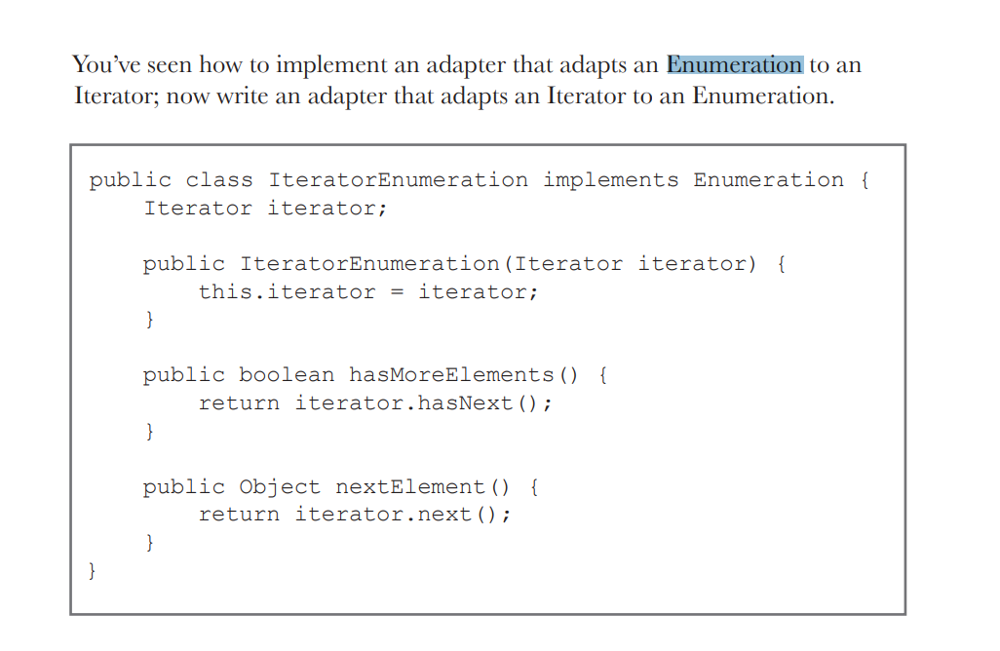 You’ve seen how to implement an adapter that adapts an Enumeration to an
Iterator; now write an adapter that adapts an Iterator to an Enumeration.
public class IteratorEnumeration implements Enumeration {
    Iterator iterator;
    public IteratorEnumeration(Iterator iterator) {
        this.iterator = iterator;
    }
    public boolean hasMoreElements() {
        return iterator.hasNext();
    }
    public Object nextElement() {
        return iterator.next();
    }
}